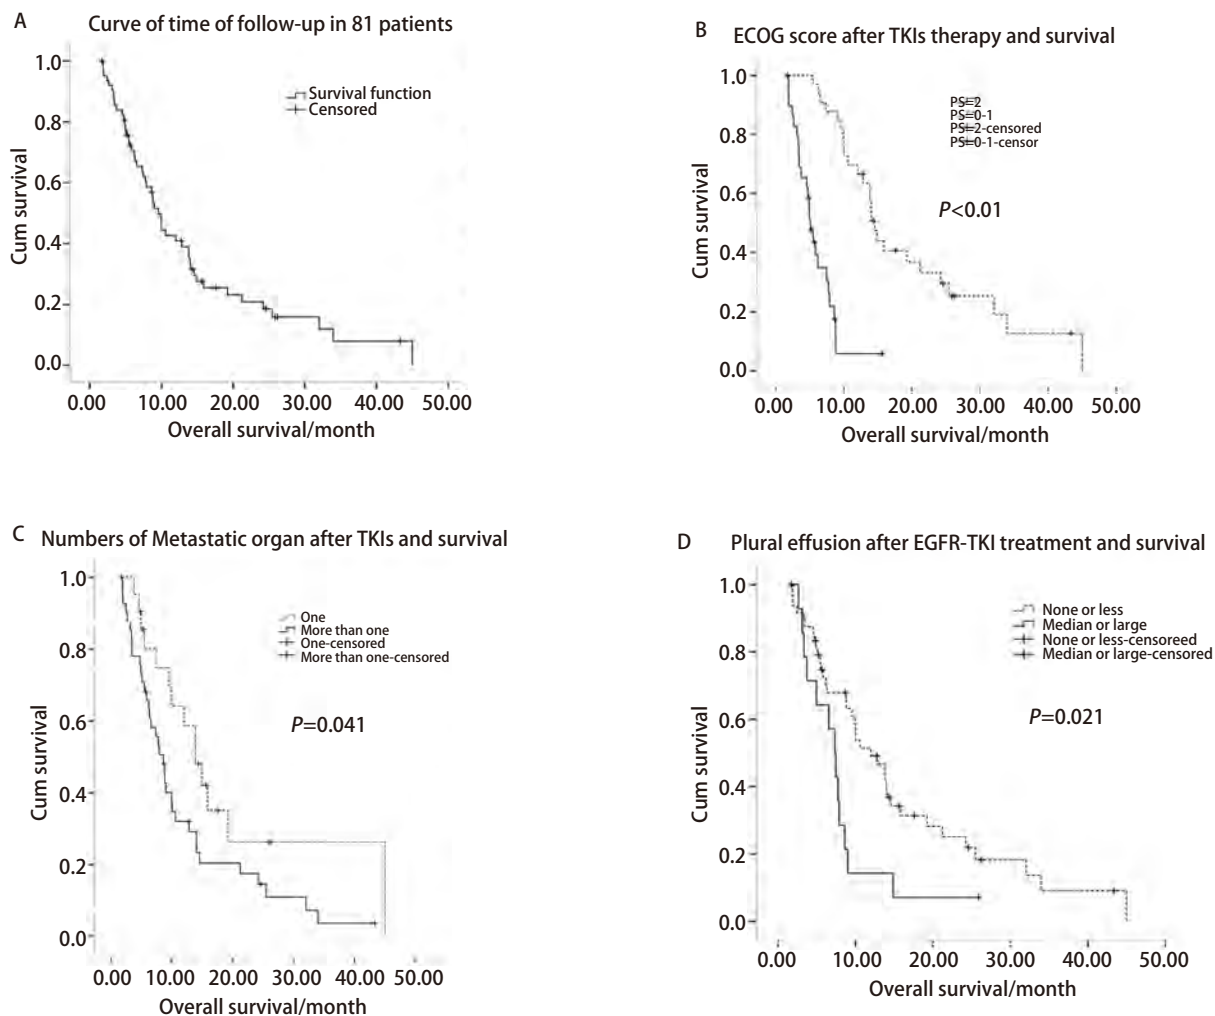 A
Curve of time of follow-up in 81 patients
1.0
0.8
0.6
0.4
0.2
0.0
Cum survival
Survival function
Censored
0.00 10.00 20.00 30.00 40.00 50.00
Overall survival/month
B
ECOG score after TKIs therapy and survival
1.0
0.8
0.6
0.4
0.2
0.0
Cum survival
PS=2
PS=0-1
PS=2-censored
PS=0-1-censor
P<0.01
0.00 10.00 20.00 30.00 40.00 50.00
Overall survival/month
C
Numbers of Metastatic organ after TKIs and survival
1.0
0.8
0.6
0.4
0.2
0.0
Cum survival
One
More than one
One-censored
More than one-censored
P=0.041
0.00 10.00 20.00 30.00 40.00 50.00
Overall survival/month
D
Plural effusion after EGFR-TKI treatment and survival
1.0
0.8
0.6
0.4
0.2
0.0
Cum survival
None or less
Median or large
None or less-censoreed
Median or large-censored
P=0.021
0.00 10.00 20.00 30.00 40.00 50.00
Overall survival/month